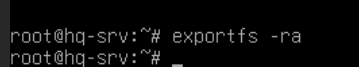 root@hq-srv:~# exportfs -ra
root@hq-srv:~# _